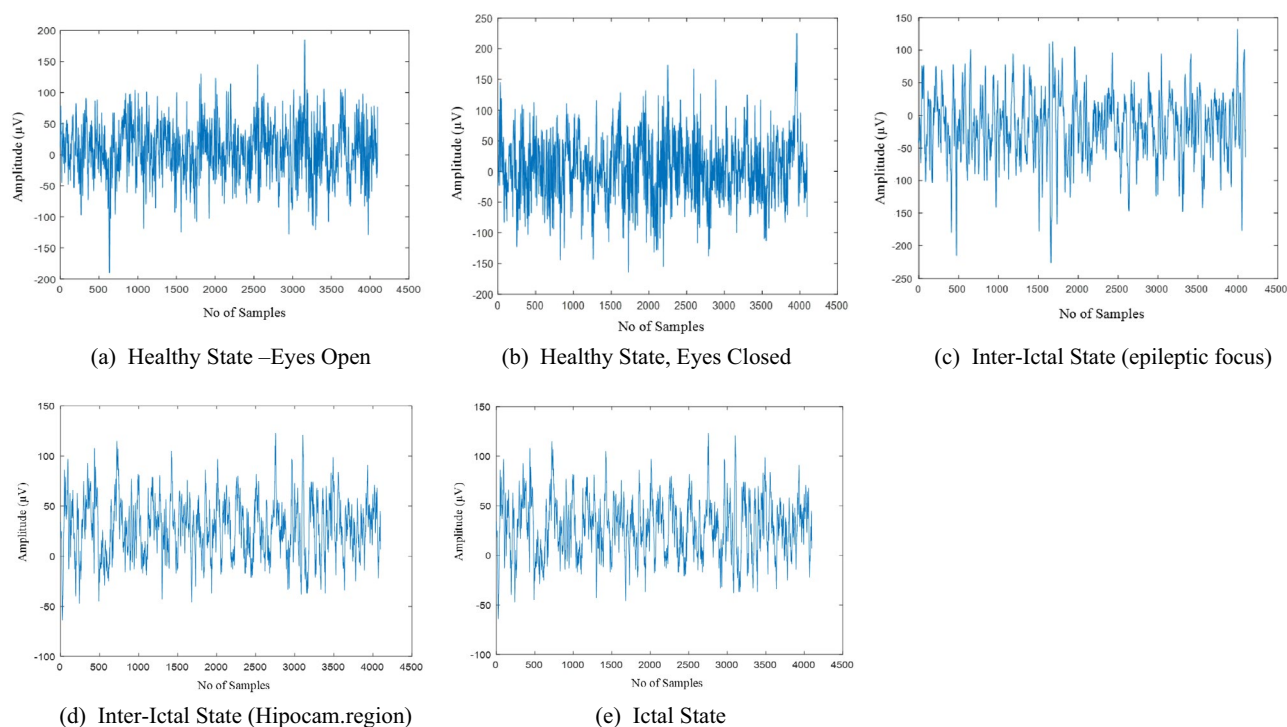 200
150
100
50
0
-50
-100
-150
-200
Amplitude (µV)
0 500 1000 1500 2000 2500 3000 3500 4000 4500
No of Samples
(a) Healthy State –Eyes Open
250
200
150
100
50
0
-50
-100
-150
-200
Amplitude (µV)
0 500 1000 1500 2000 2500 3000 3500 4000 4500
No of Samples
(b) Healthy State, Eyes Closed
150
100
50
0
-50
-100
-150
-200
-250
Amplitude (µV)
0 500 1000 1500 2000 2500 3000 3500 4000 4500
No of Samples
(c) Inter-Ictal State (epileptic focus)
150
100
50
0
-50
-100
Amplitude (µV)
0 500 1000 1500 2000 2500 3000 3500 4000 4500
No of Samples
(d) Inter-Ictal State (Hipocam.region)
150
100
50
0
-50
-100
Amplitude (µV)
0 500 1000 1500 2000 2500 3000 3500 4000 4500
No of Samples
(e) Ictal State